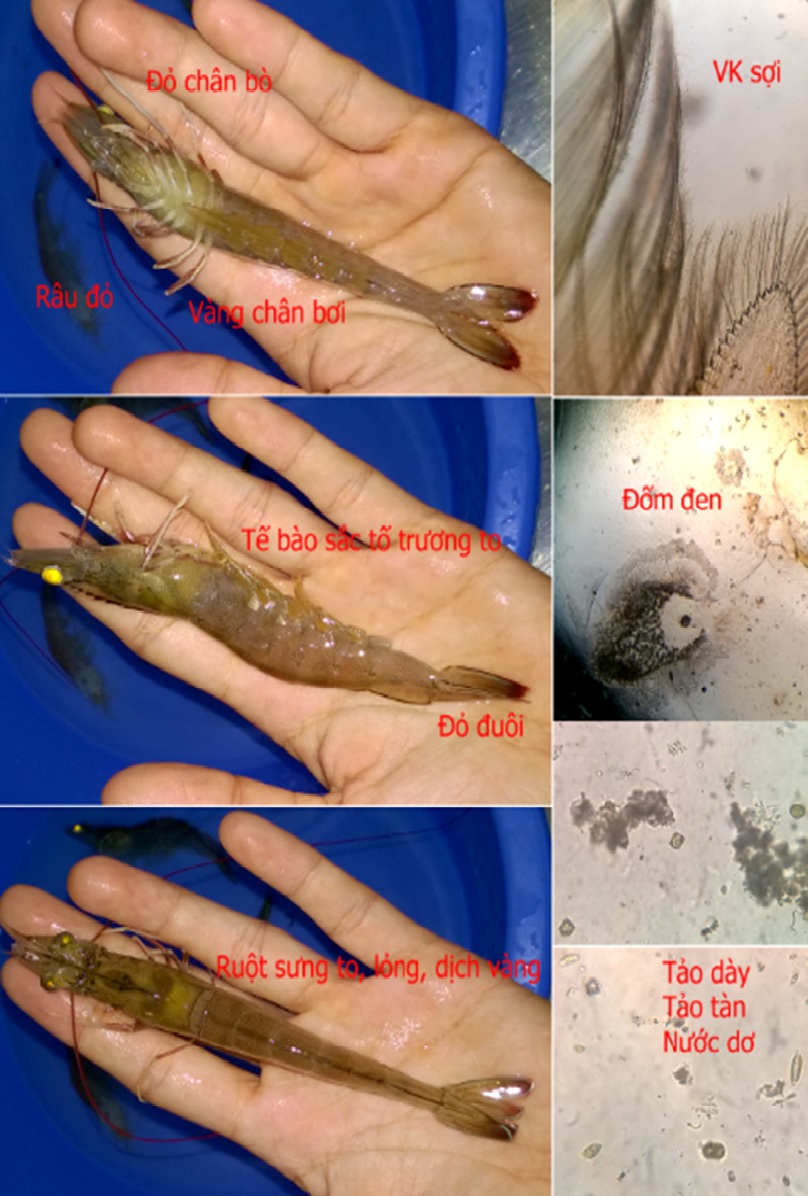 Đỏ chân bò
VK sợi
Râu đỏ
Vàng chân bơi
Tế bào sắc tố trương to
Đốm đen
Đỏ đuôi
Ruột sưng to, lỏng, dịch vàng
Tảo dày
Tảo tàn
Nước dơ